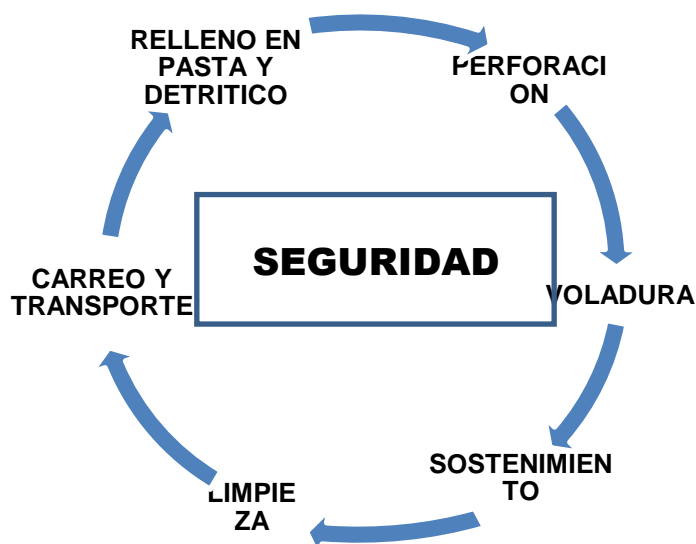 RELLENO EN
PASTA Y
DETRITICO
PERFORACI
ON
SEGURIDAD
CARREO Y
TRANSPORTE
VOLADURA
SOSTENIMIEN
TO
LIMPIE
ZA